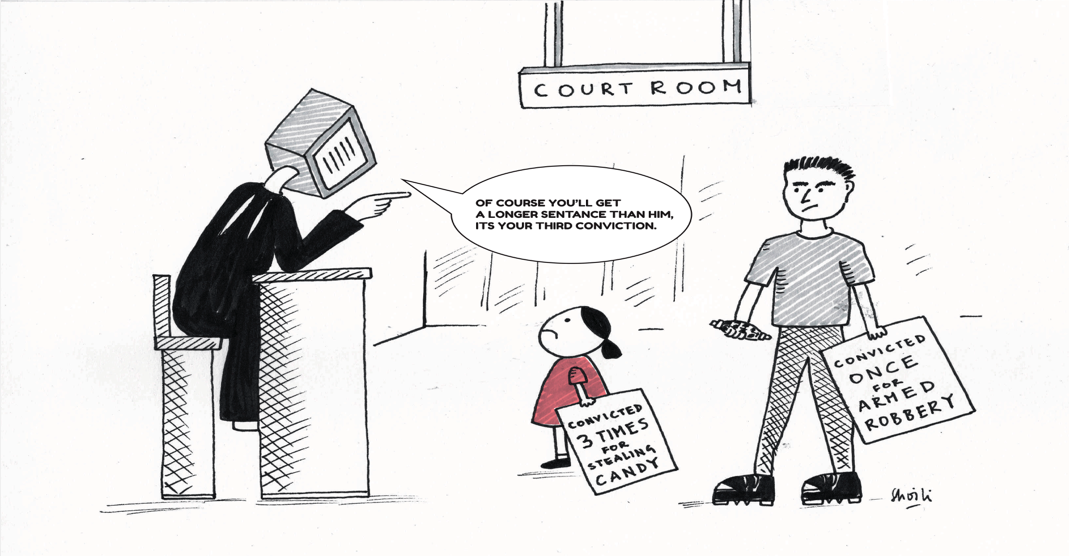 COURT ROOM
OF COURSE YOU'LL GET
A LONGER SENTANCE THAN HIM,
ITS YOUR THIRD CONVICTION.
CONVICTED
3 TIMES
FOR
STEALING
CANDY
CONVICTED
ONCE
FOR
ARMED
ROBBERY
Shoili